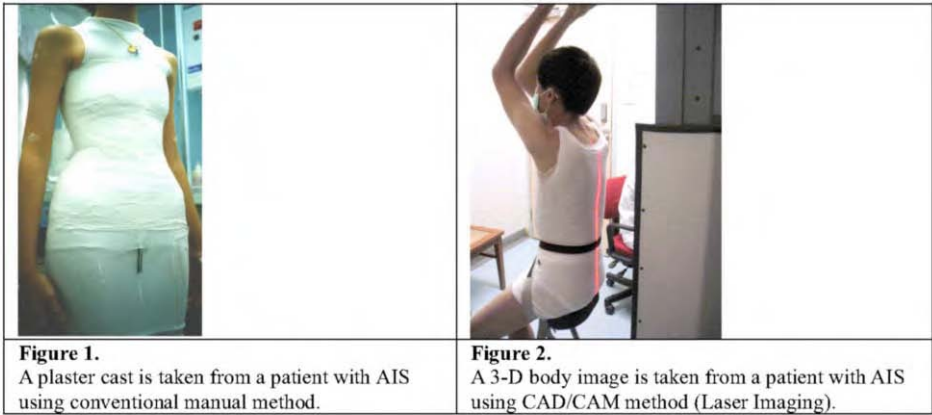 Figure 1.
A plaster cast is taken from a patient with AIS
using conventional manual method.
Figure 2.
A 3-D body image is taken from a patient with AIS
using CAD/CAM method (Laser Imaging).